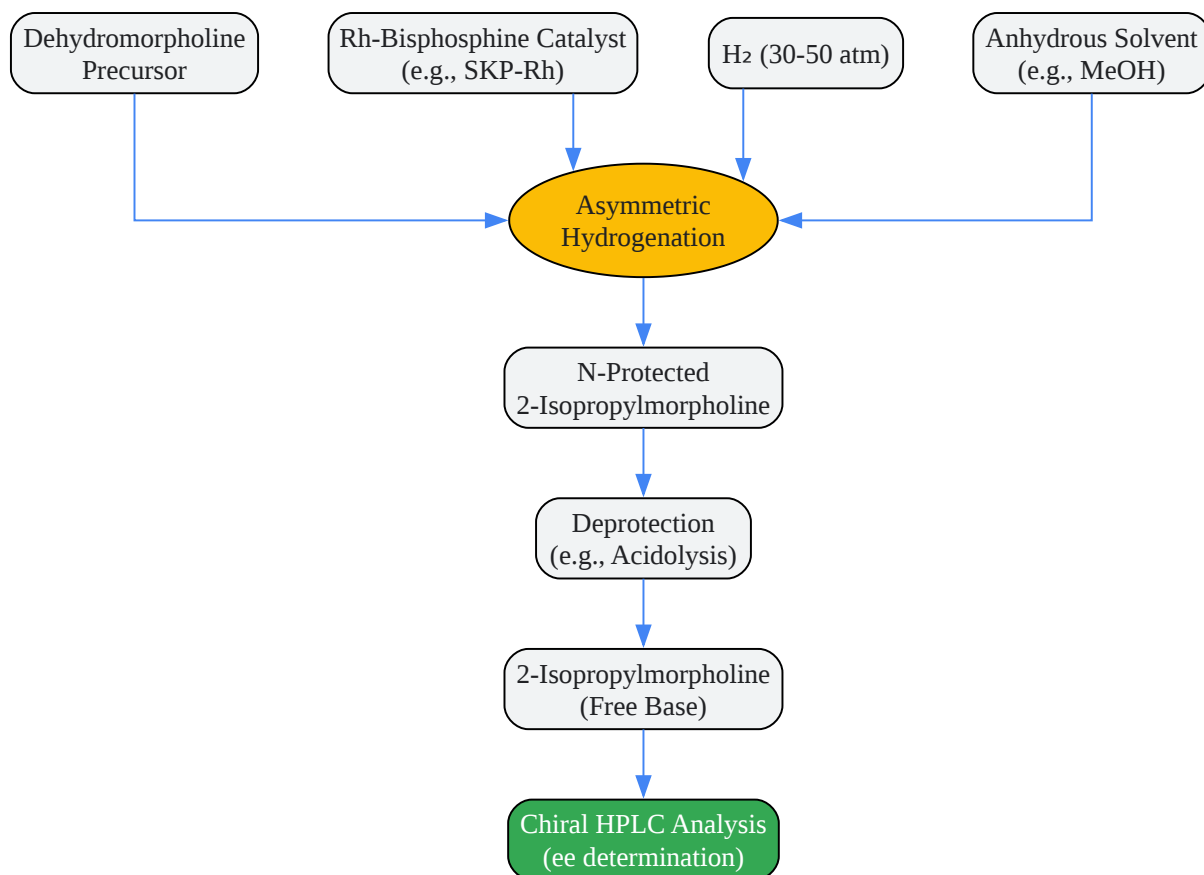 Dehydromorpholine
Precursor
Rh-Bisphosphine Catalyst
(e.g., SKP-Rh)
H₂ (30-50 atm)
Anhydrous Solvent
(e.g., MeOH)
Asymmetric
Hydrogenation
N-Protected
2-Isopropylmorpholine
Deprotection
(e.g., Acidolysis)
2-Isopropylmorpholine
(Free Base)
Chiral HPLC Analysis
(ee determination)